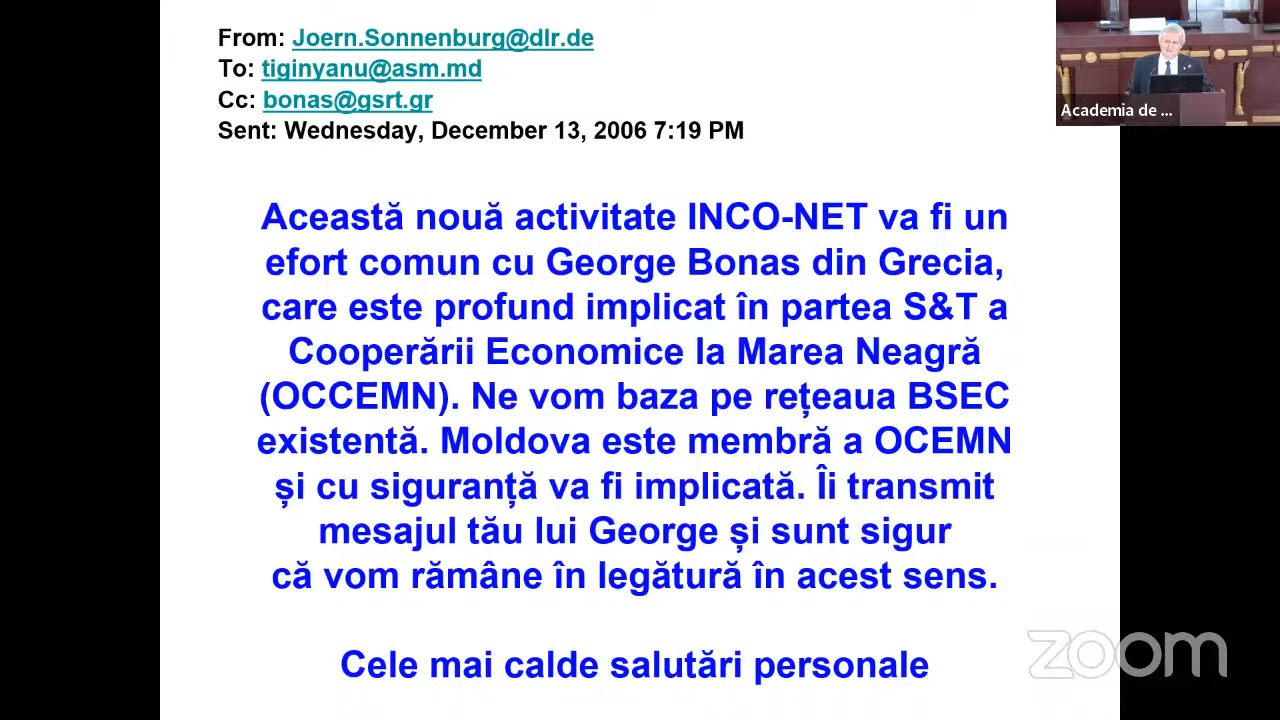 From: Joern.Sonnenburg@dlr.de
To: tiginyanu@asm.md
Cc: bonas@gsrt.gr
Sent: Wednesday, December 13, 2006 7:19 PM
Academia de ...
Această nouă activitate INCO-NET va fi un
efort comun cu George Bonas din Grecia,
care este profund implicat în partea S&T a
Cooperării Economice la Marea Neagră
(OCCEMN). Ne vom baza pe rețeaua BSEC
existentă. Moldova este membră a OCEMN
și cu siguranță va fi implicată. Îi transmit
mesajul tău lui George și sunt sigur
că vom rămâne în legătură în acest sens.
Cele mai calde salutări personale
zoom